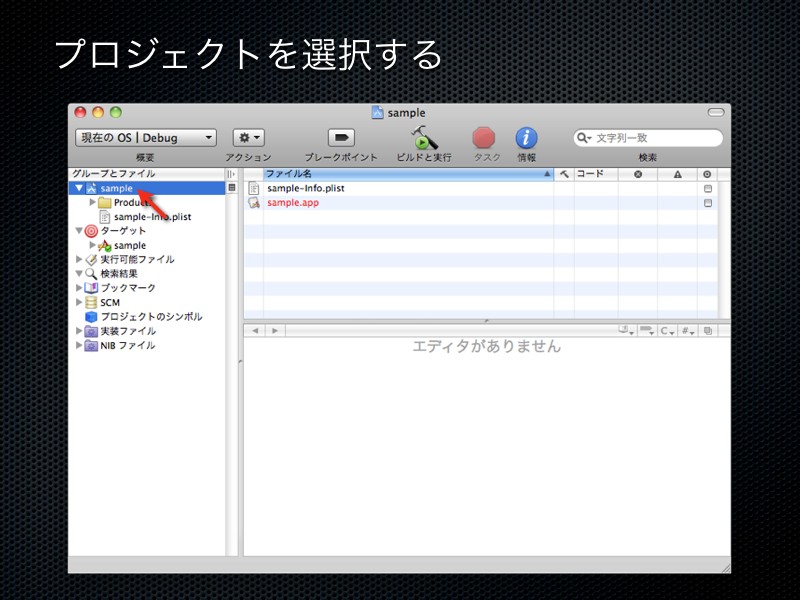 プロジェクトを選択する
sample
現在の OS | Debug
概要
アクション
ブレークポイント
ビルドと実行
タスク
情報
文字列一致
検索
グループとファイル
sample
sample-Info.plist
ターゲット
sample
実行可能ファイル
検索結果
ブックマーク
SCM
プロジェクトのシンボル
実装ファイル
NIB ファイル
ファイル名
コード
sample-Info.plist
sample.app
C
#
エディタがありません